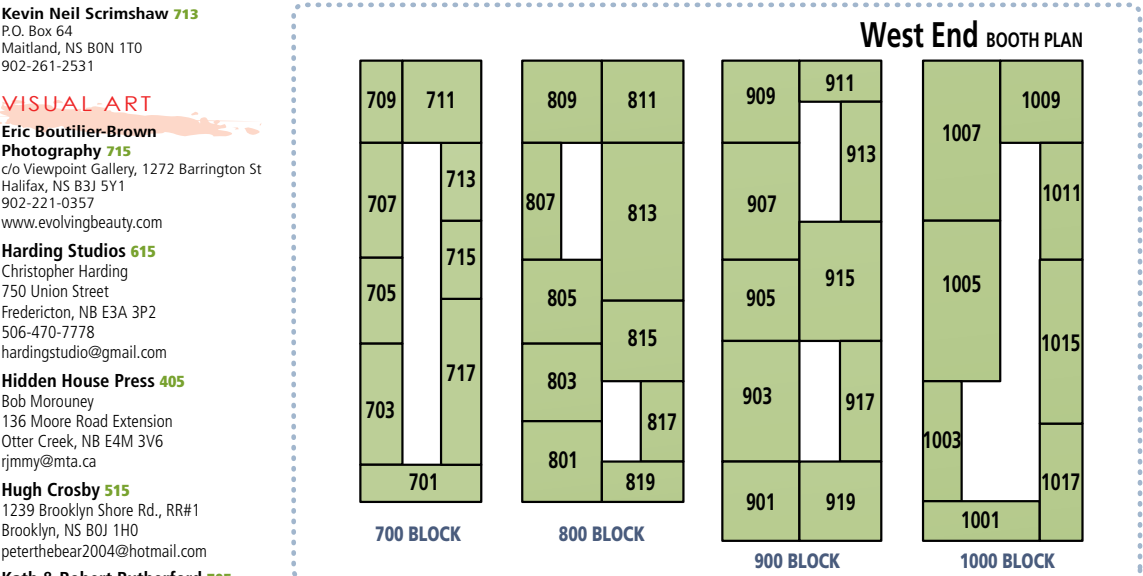 Kevin Neil Scrimshaw 713
P.O. Box 64
Maitland, NS B0N 1T0
902-261-2531
VISUAL ART
Eric Boutilier-Brown
Photography 715
c/o Viewpoint Gallery, 1272 Barrington St
Halifax, NS B3J 5Y1
902-221-0357
www.evolvingbeauty.com
Harding Studios 615
Christopher Harding
750 Union Street
Fredericton, NB E3A 3P2
506-470-7778
hardingstudio@gmail.com
Hidden House Press 405
Bob Morouney
136 Moore Road Extension
Otter Creek, NB E4M 3V6
rjmmy@mta.ca
Hugh Crosby 515
1239 Brooklyn Shore Rd., RR#1
Brooklyn, NS B0J 1H0
peterthebear2004@hotmail.com
West End BOOTH PLAN
709
711
707
713
715
705
717
703
701
700 BLOCK
809
811
807
813
805
815
803
817
801
819
800 BLOCK
909
911
913
907
915
905
903
917
901
919
900 BLOCK
1007
1009
1011
1005
1015
1003
1017
1001
1000 BLOCK